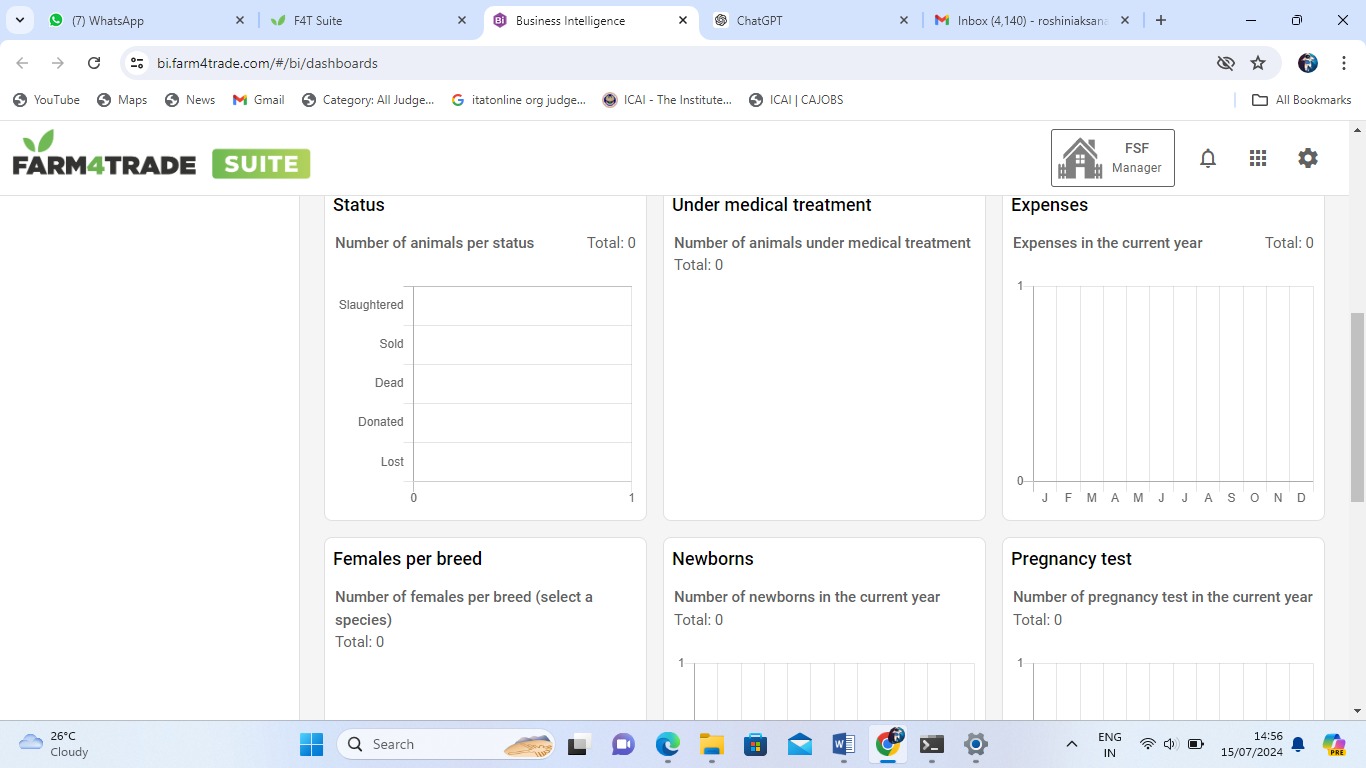 (7) WhatsApp
F4T Suite
Business Intelligence
ChatGPT
Inbox (4,140) - roshiniaksana
bi.farm4trade.com/#/bi/dashboards
YouTube
Maps
News
Gmail
Category: All Judge...
itatonline org judge...
ICAI - The Institute...
ICAI | CAJOBS
All Bookmarks
FARM4TRADE SUITE
FSF
Manager
Status
Number of animals per status Total: 0
Slaughtered
Sold
Dead
Donated
Lost
0 1
Under medical treatment
Number of animals under medical treatment
Total: 0
Expenses
Expenses in the current year Total: 0
1
0
J F M A M J J A S O N D
Females per breed
Number of females per breed (select a
species)
Total: 0
Newborns
Number of newborns in the current year
Total: 0
1
Pregnancy test
Number of pregnancy test in the current year
Total: 0
1
26°C
Cloudy
Search
ENG
IN
14:56
15/07/2024
PRE